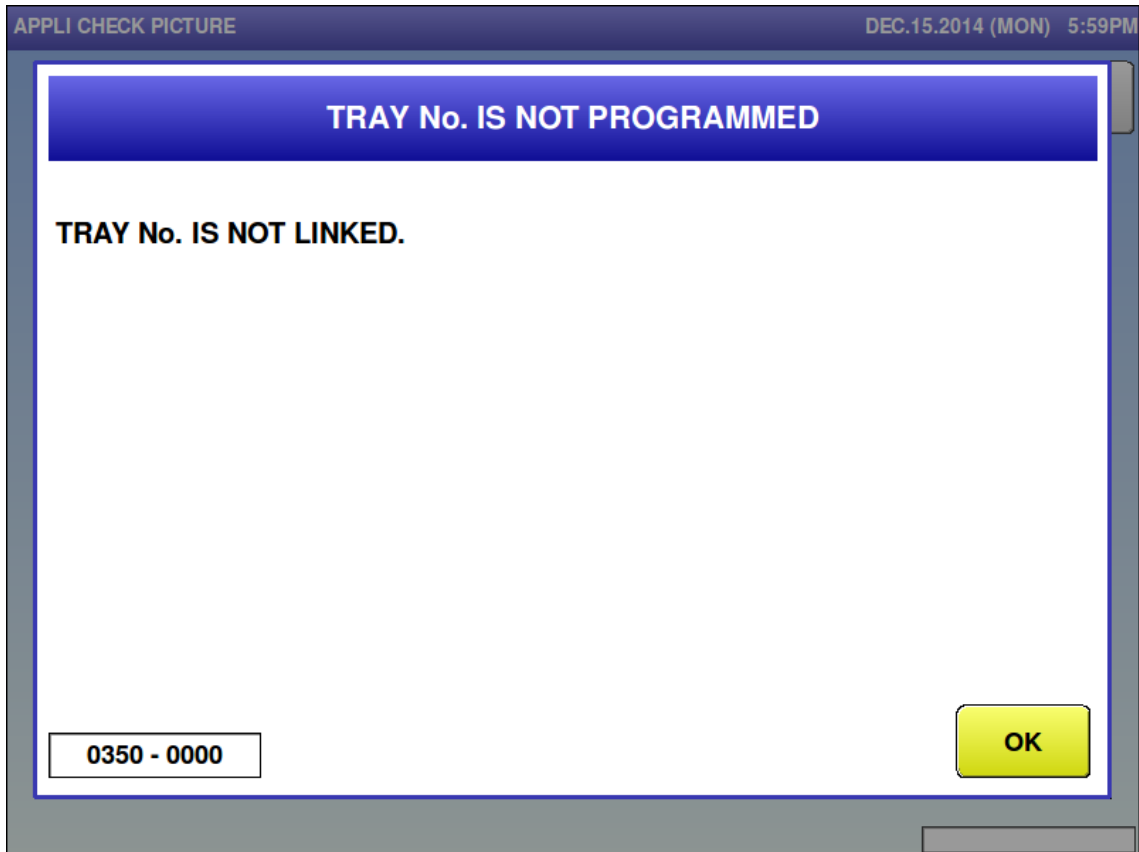 APPLI CHECK PICTURE DEC.15.2014 (MON) 5:59PM
TRAY No. IS NOT PROGRAMMED
TRAY No. IS NOT LINKED.
0350 - 0000
OK